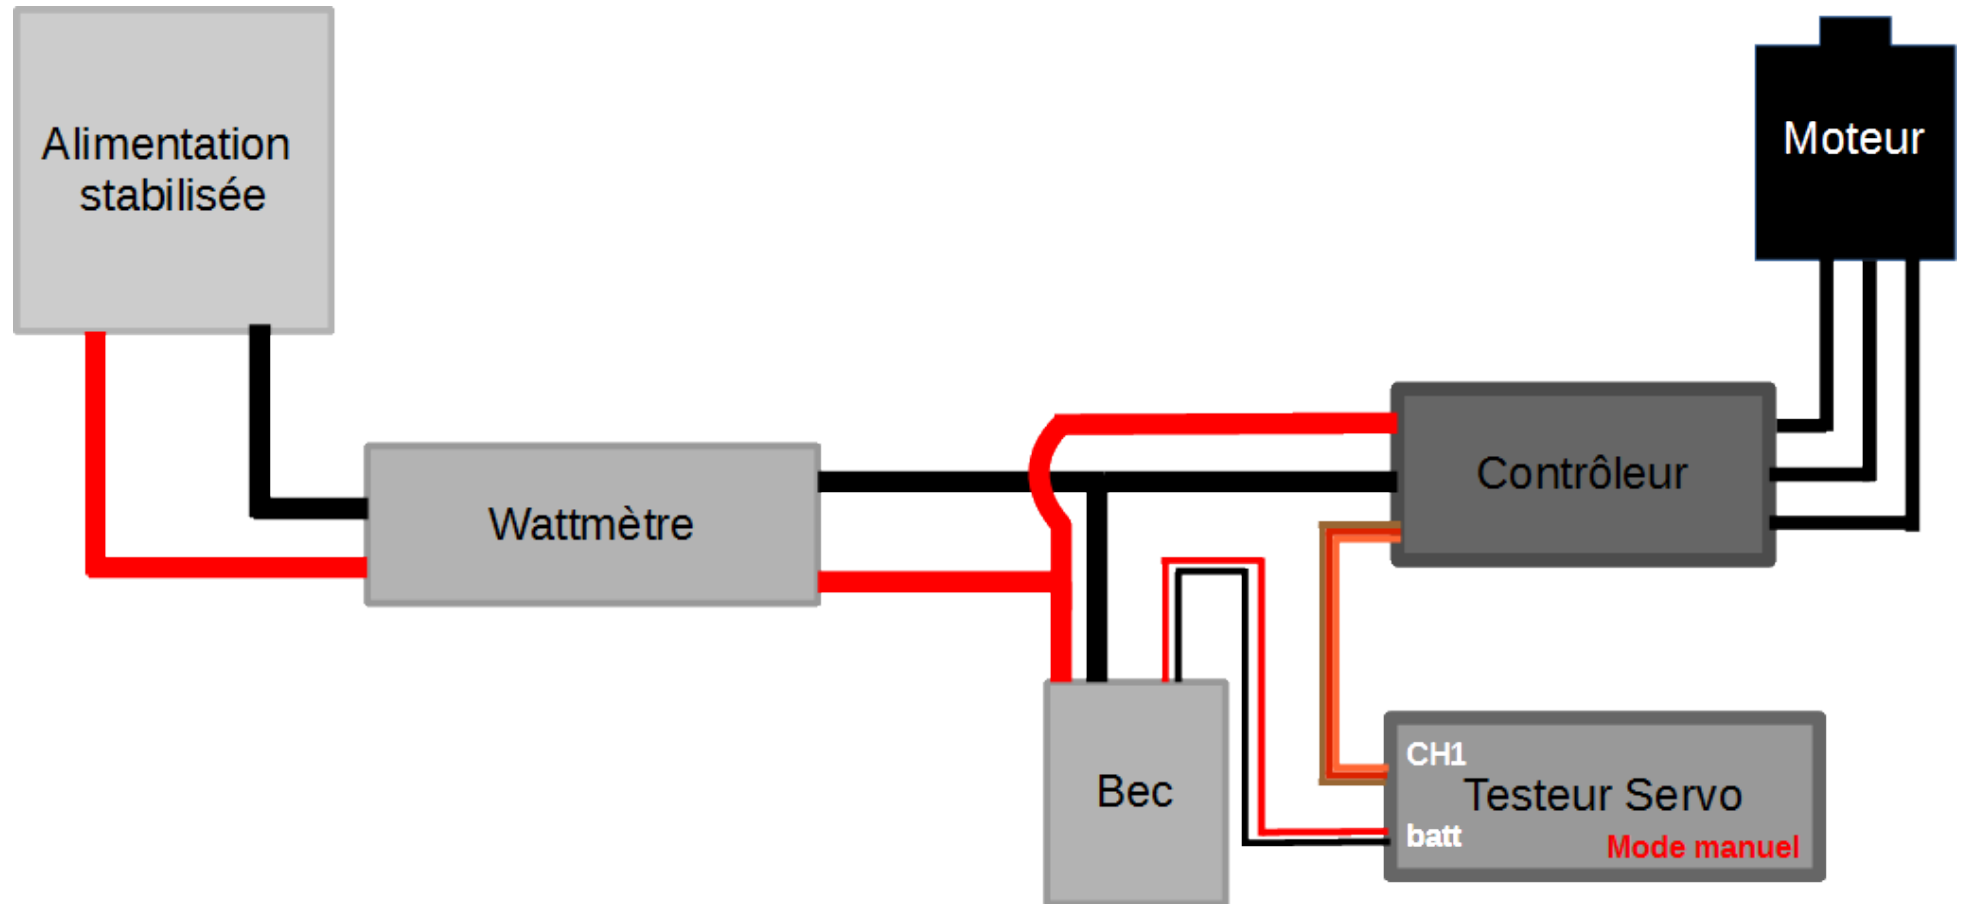 Alimentation
stabilisée
Moteur
Wattmètre
Contrôleur
Bec
CH1
Testeur Servo
batt
Mode manuel